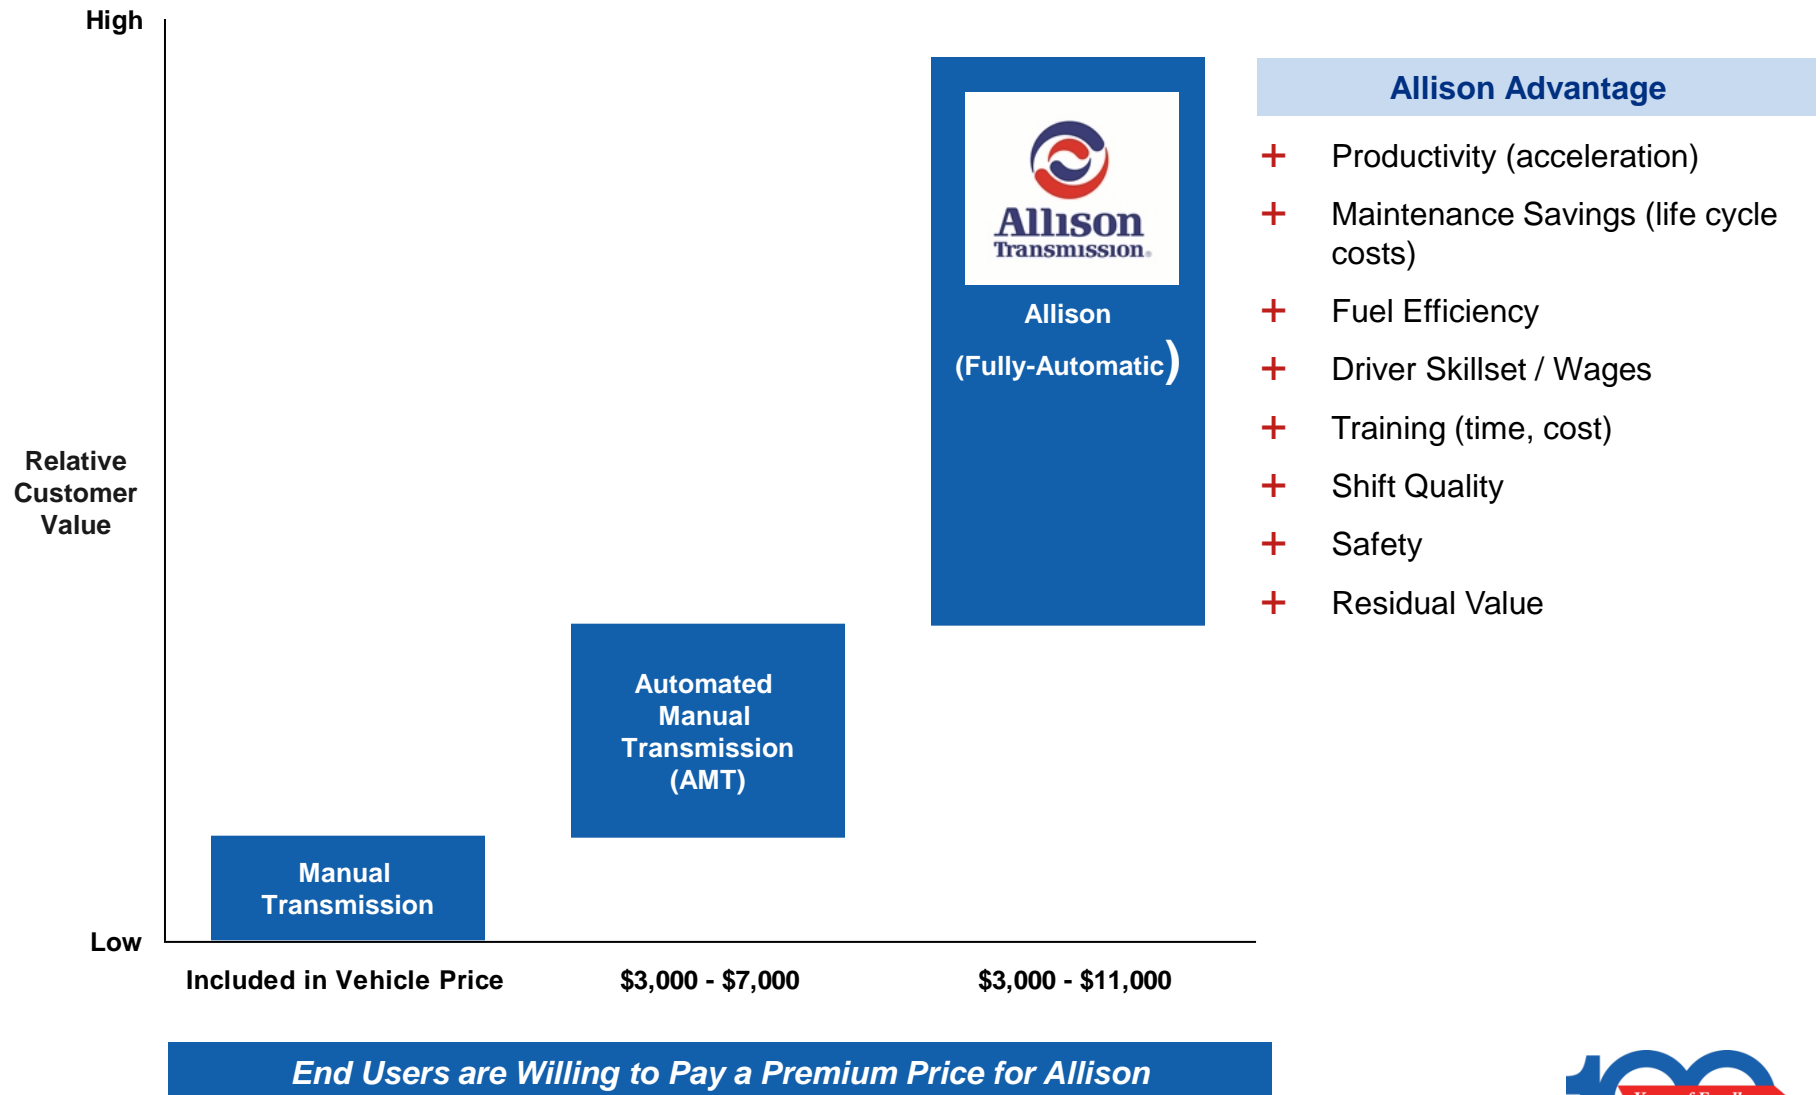 High
Allison Advantage
Allison
Transmission®
Allison
(Fully-Automatic)
+ Productivity (acceleration)
+ Maintenance Savings (life cycle
costs)
+ Fuel Efficiency
+ Driver Skillset / Wages
+ Training (time, cost)
+ Shift Quality
+ Safety
+ Residual Value
Relative
Customer
Value
Automated
Manual
Transmission
(AMT)
Manual
Transmission
Low
Included in Vehicle Price
$3,000 - $7,000
$3,000 - $11,000
End Users are Willing to Pay a Premium Price for Allison
100